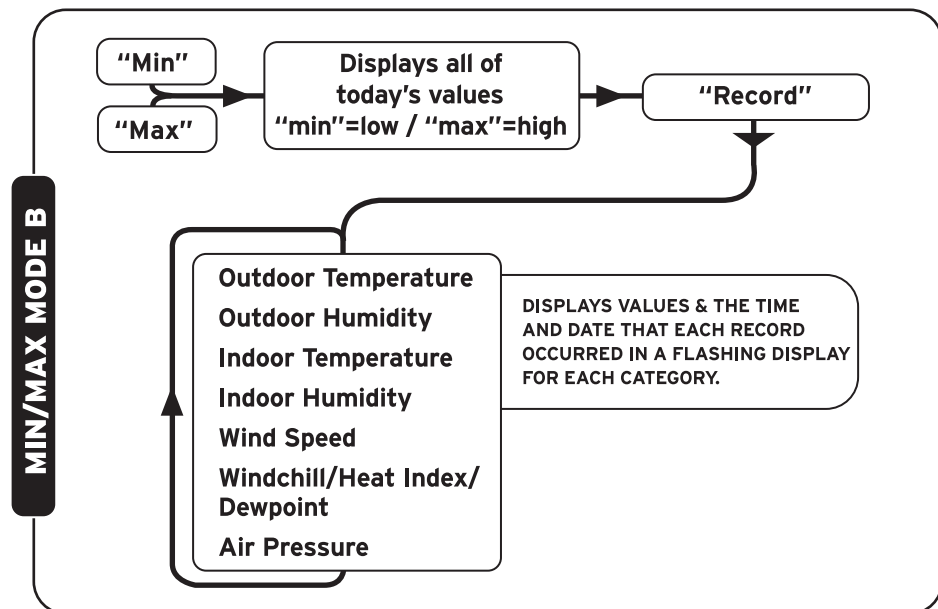 MIN/MAX MODE B
“Min”
“Max”
Displays all of
today's values
“min”=low / “max”=high
“Record”
Outdoor Temperature
Outdoor Humidity
Indoor Temperature
Indoor Humidity
Wind Speed
Windchill/Heat Index/
Dewpoint
Air Pressure
DISPLAYS VALUES & THE TIME
AND DATE THAT EACH RECORD
OCCURRED IN A FLASHING DISPLAY
FOR EACH CATEGORY.